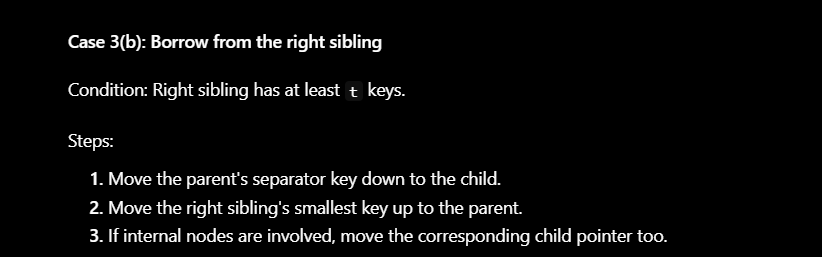 Case 3(b): Borrow from the right sibling
Condition: Right sibling has at least t keys.
Steps:
1. Move the parent's separator key down to the child.
2. Move the right sibling's smallest key up to the parent.
3. If internal nodes are involved, move the corresponding child pointer too.